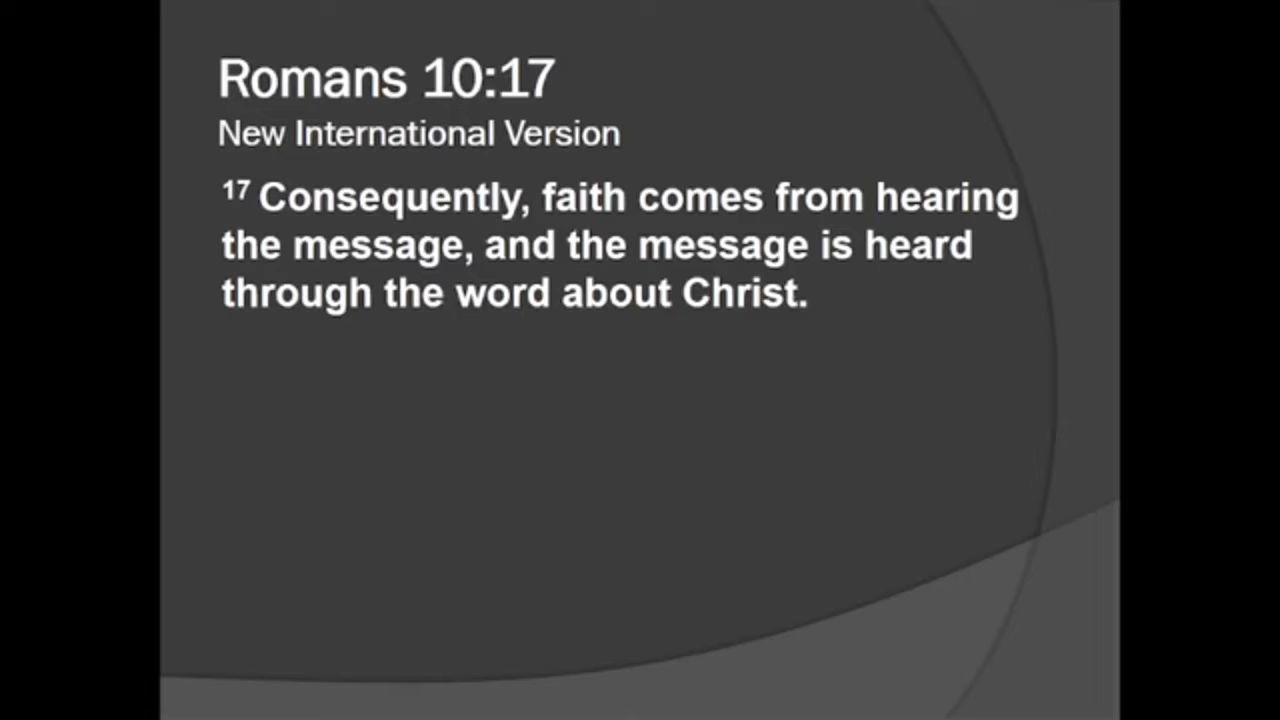 Romans 10:17
New International Version
17 Consequently, faith comes from hearing
the message, and the message is heard
through the word about Christ.